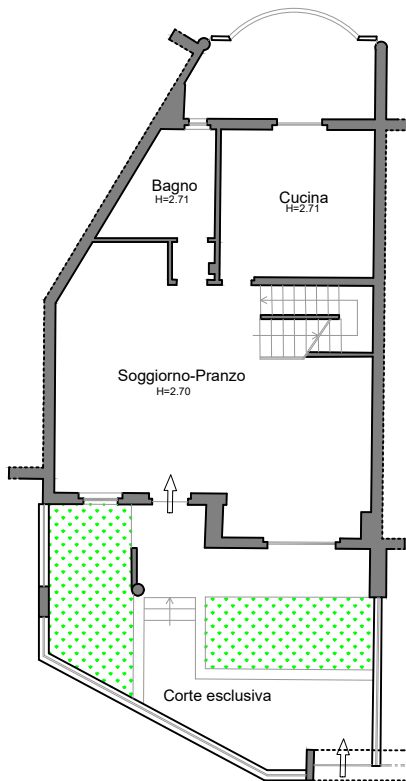 Bagno
H=2.71
Cucina
H=2.71
Soggiorno-Pranzo
H=2.70
Corte esclusiva